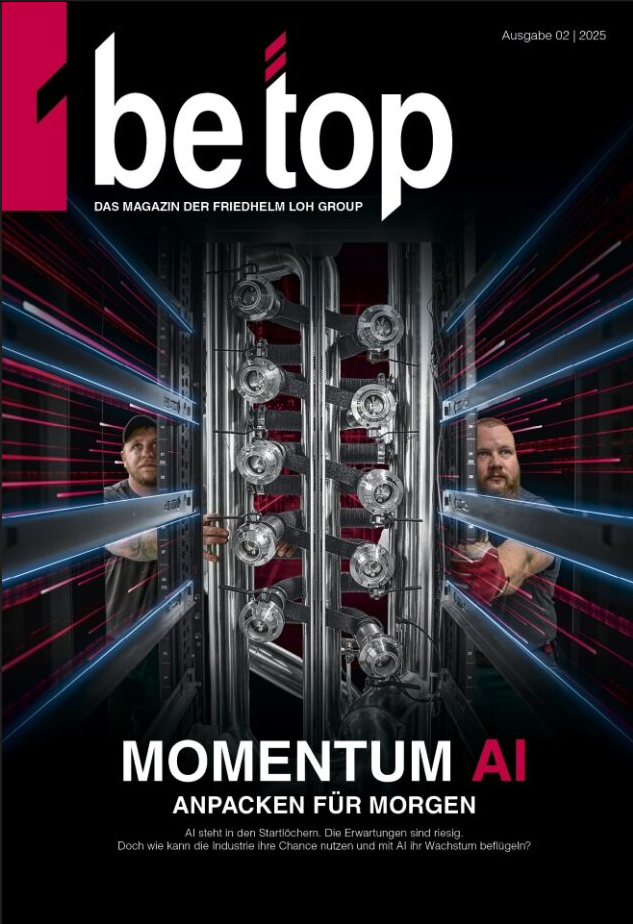 Ausgabe 02 | 2025
be top
DAS MAGAZIN DER FRIEDHELM LOH GROUP
MOMENTUM AI
ANPACKEN FÜR MORGEN
AI steht in den Startlöchern. Die Erwartungen sind riesig.
Doch wie kann die Industrie ihre Chance nutzen und mit AI ihr Wachstum beflügeln?